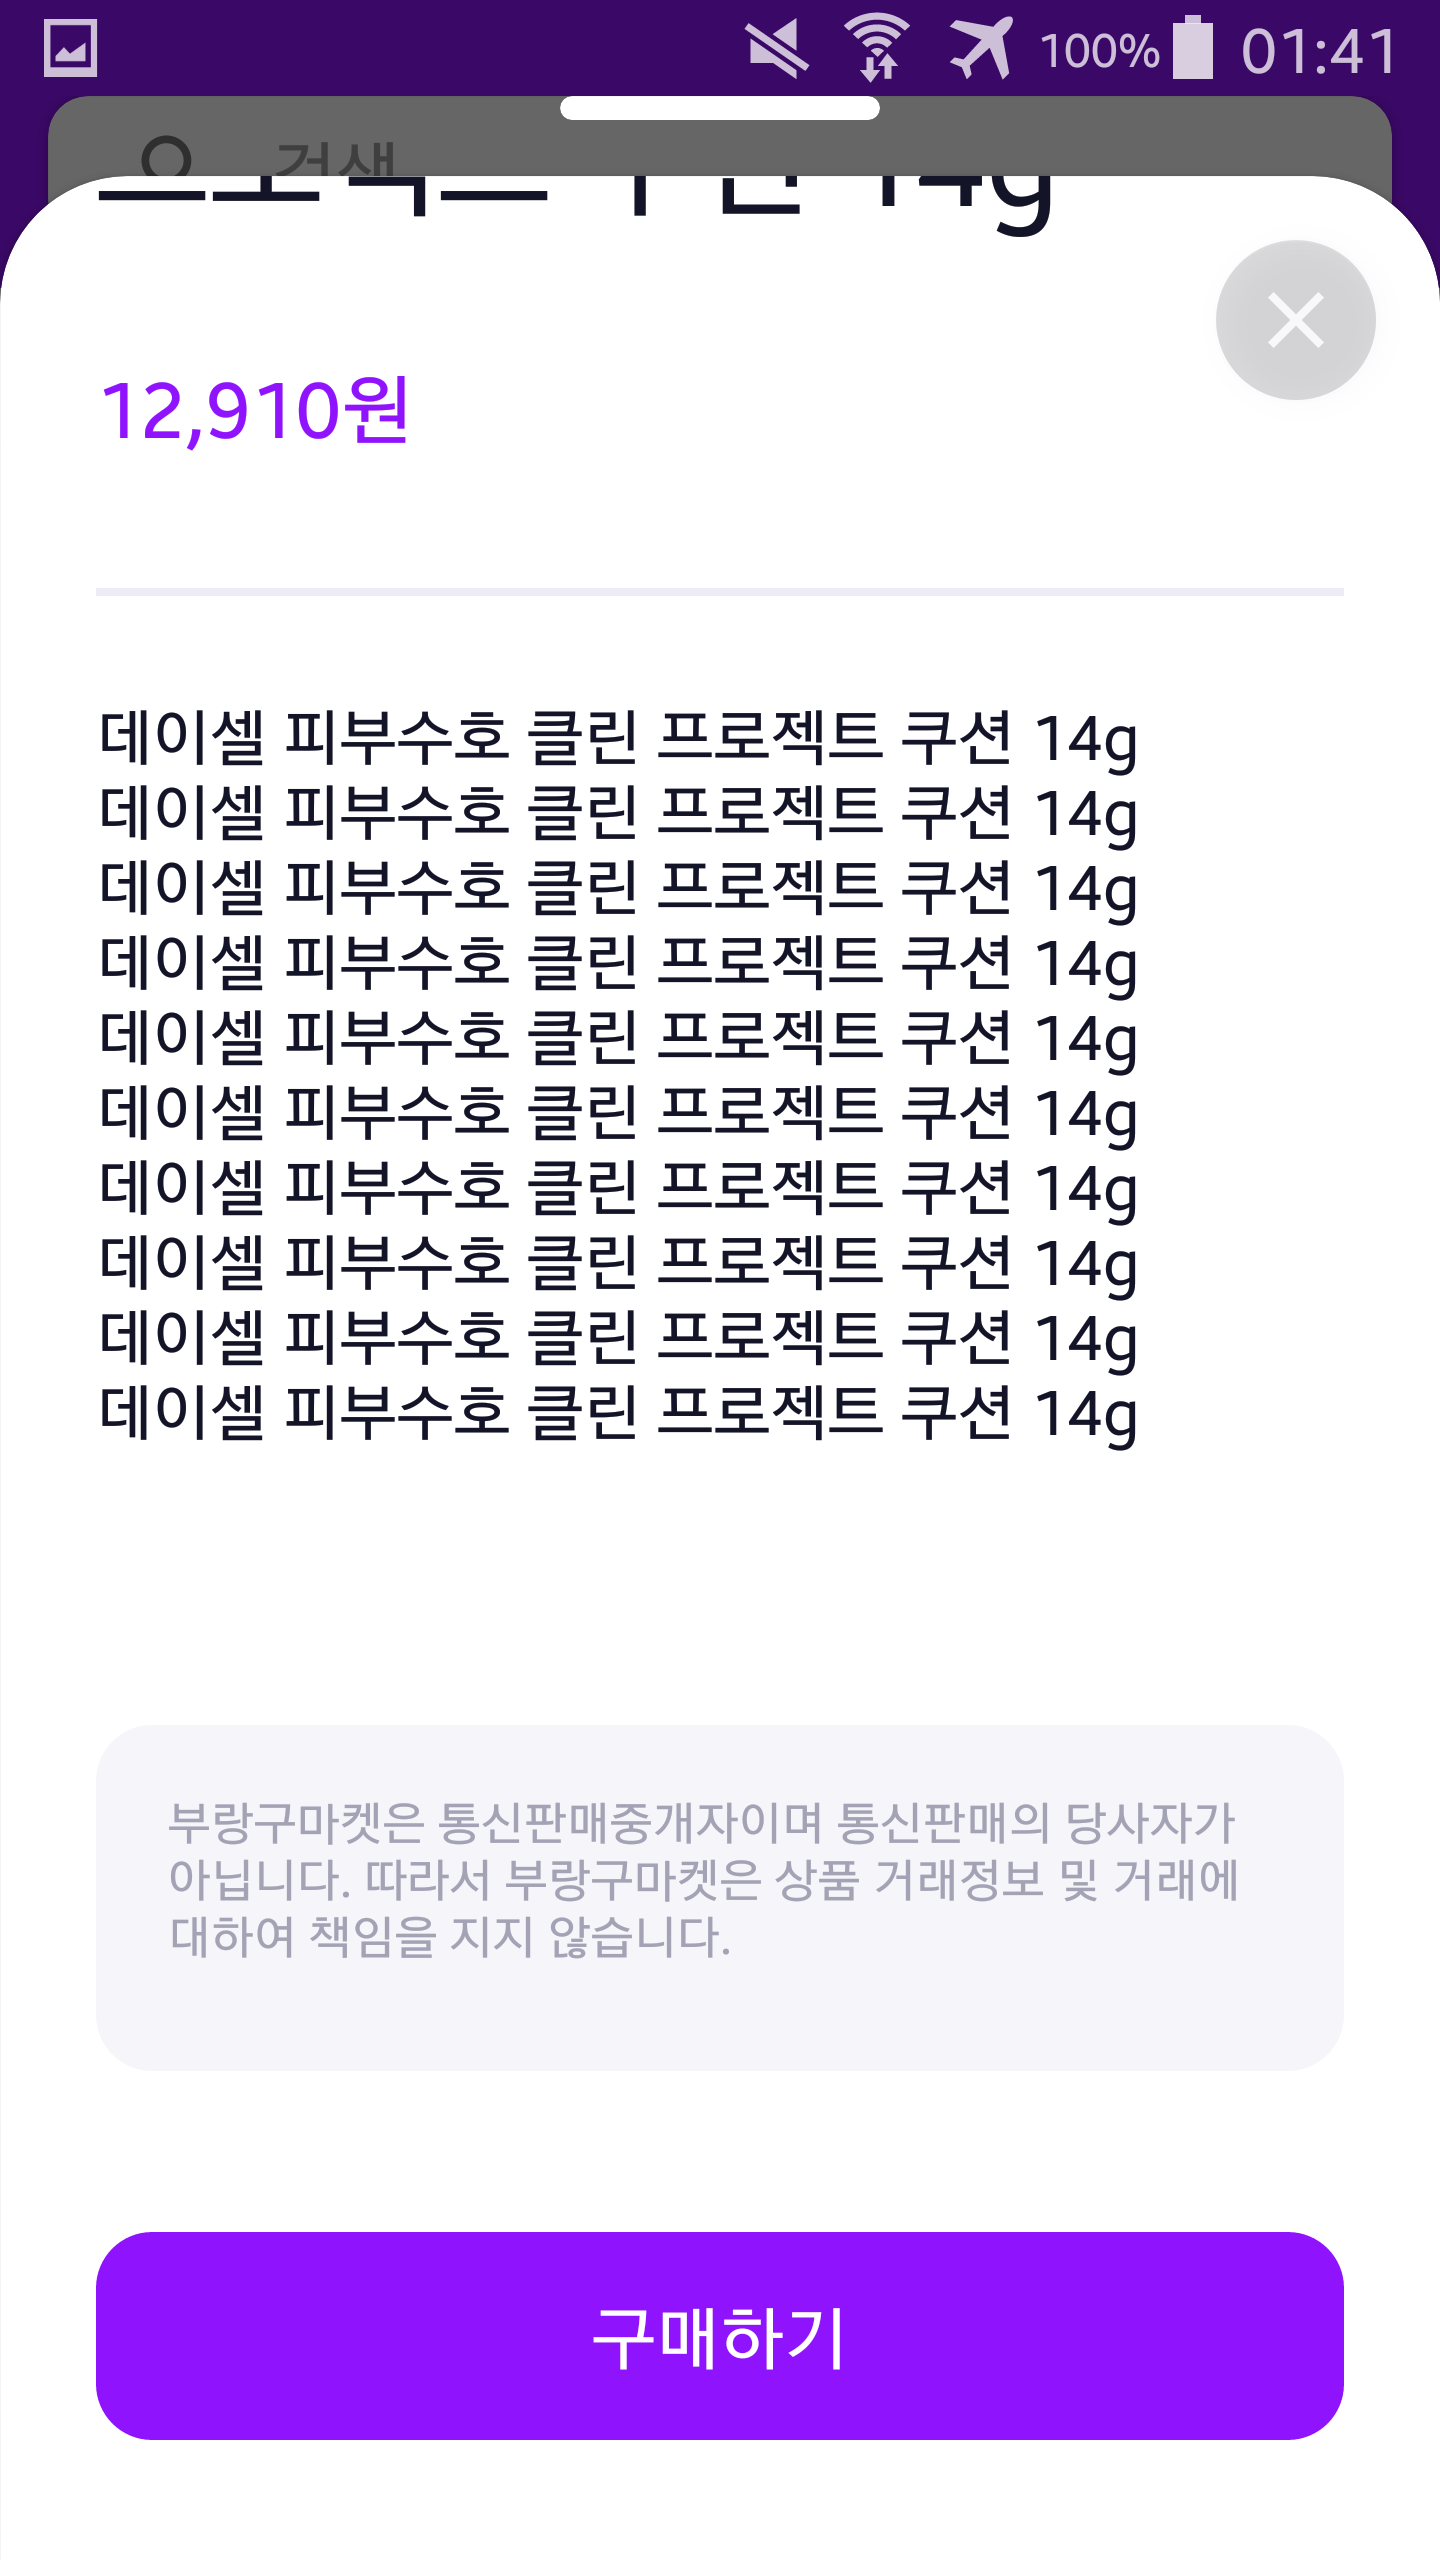 100% 01:41
검색
프로젝트 쿠션 14g
12,910원
데이셀 피부수호 클린 프로젝트 쿠션 14g
데이셀 피부수호 클린 프로젝트 쿠션 14g
데이셀 피부수호 클린 프로젝트 쿠션 14g
데이셀 피부수호 클린 프로젝트 쿠션 14g
데이셀 피부수호 클린 프로젝트 쿠션 14g
데이셀 피부수호 클린 프로젝트 쿠션 14g
데이셀 피부수호 클린 프로젝트 쿠션 14g
데이셀 피부수호 클린 프로젝트 쿠션 14g
데이셀 피부수호 클린 프로젝트 쿠션 14g
데이셀 피부수호 클린 프로젝트 쿠션 14g
부랑구마켓은 통신판매중개자이며 통신판매의 당사자가
아닙니다. 따라서 부랑구마켓은 상품 거래정보 및 거래에
대하여 책임을 지지 않습니다.
구매하기